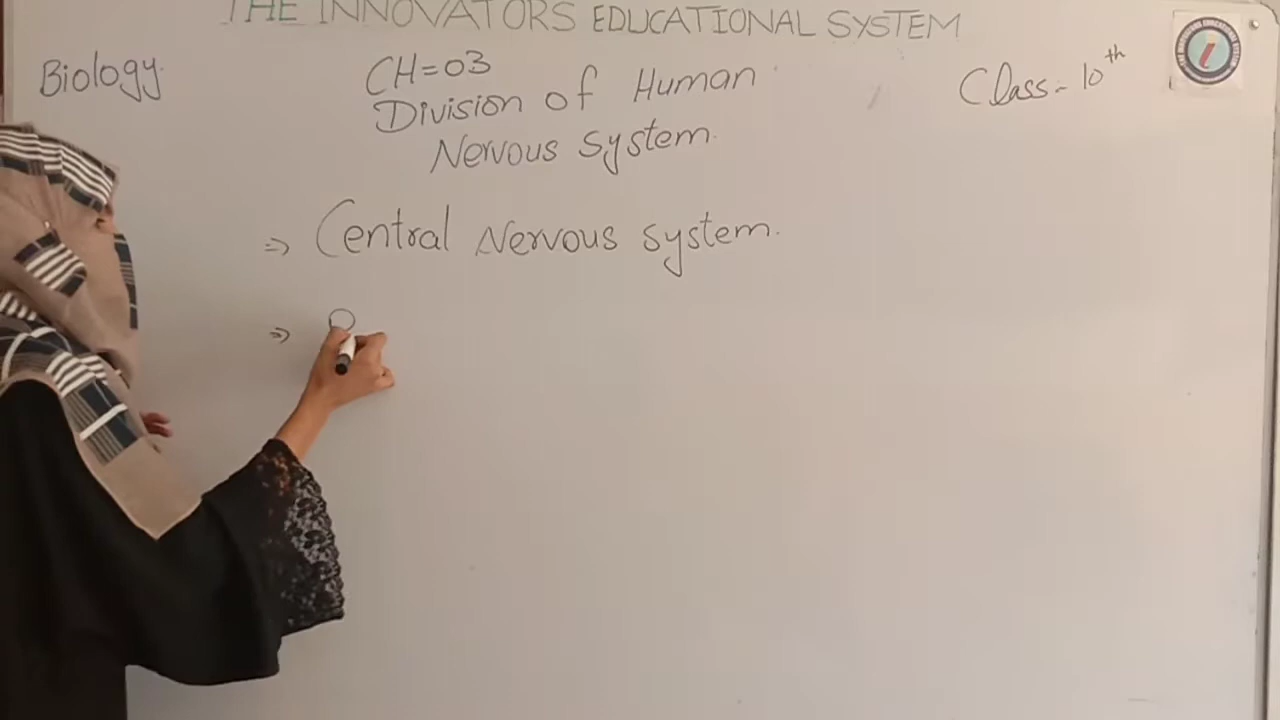 THE INNOVATORS EDUCATIONAL SYSTEM
Biology.
CH=03
Division of Human
Nervous System.
Class= 10th
⇒ Central Nervous system.
⇒